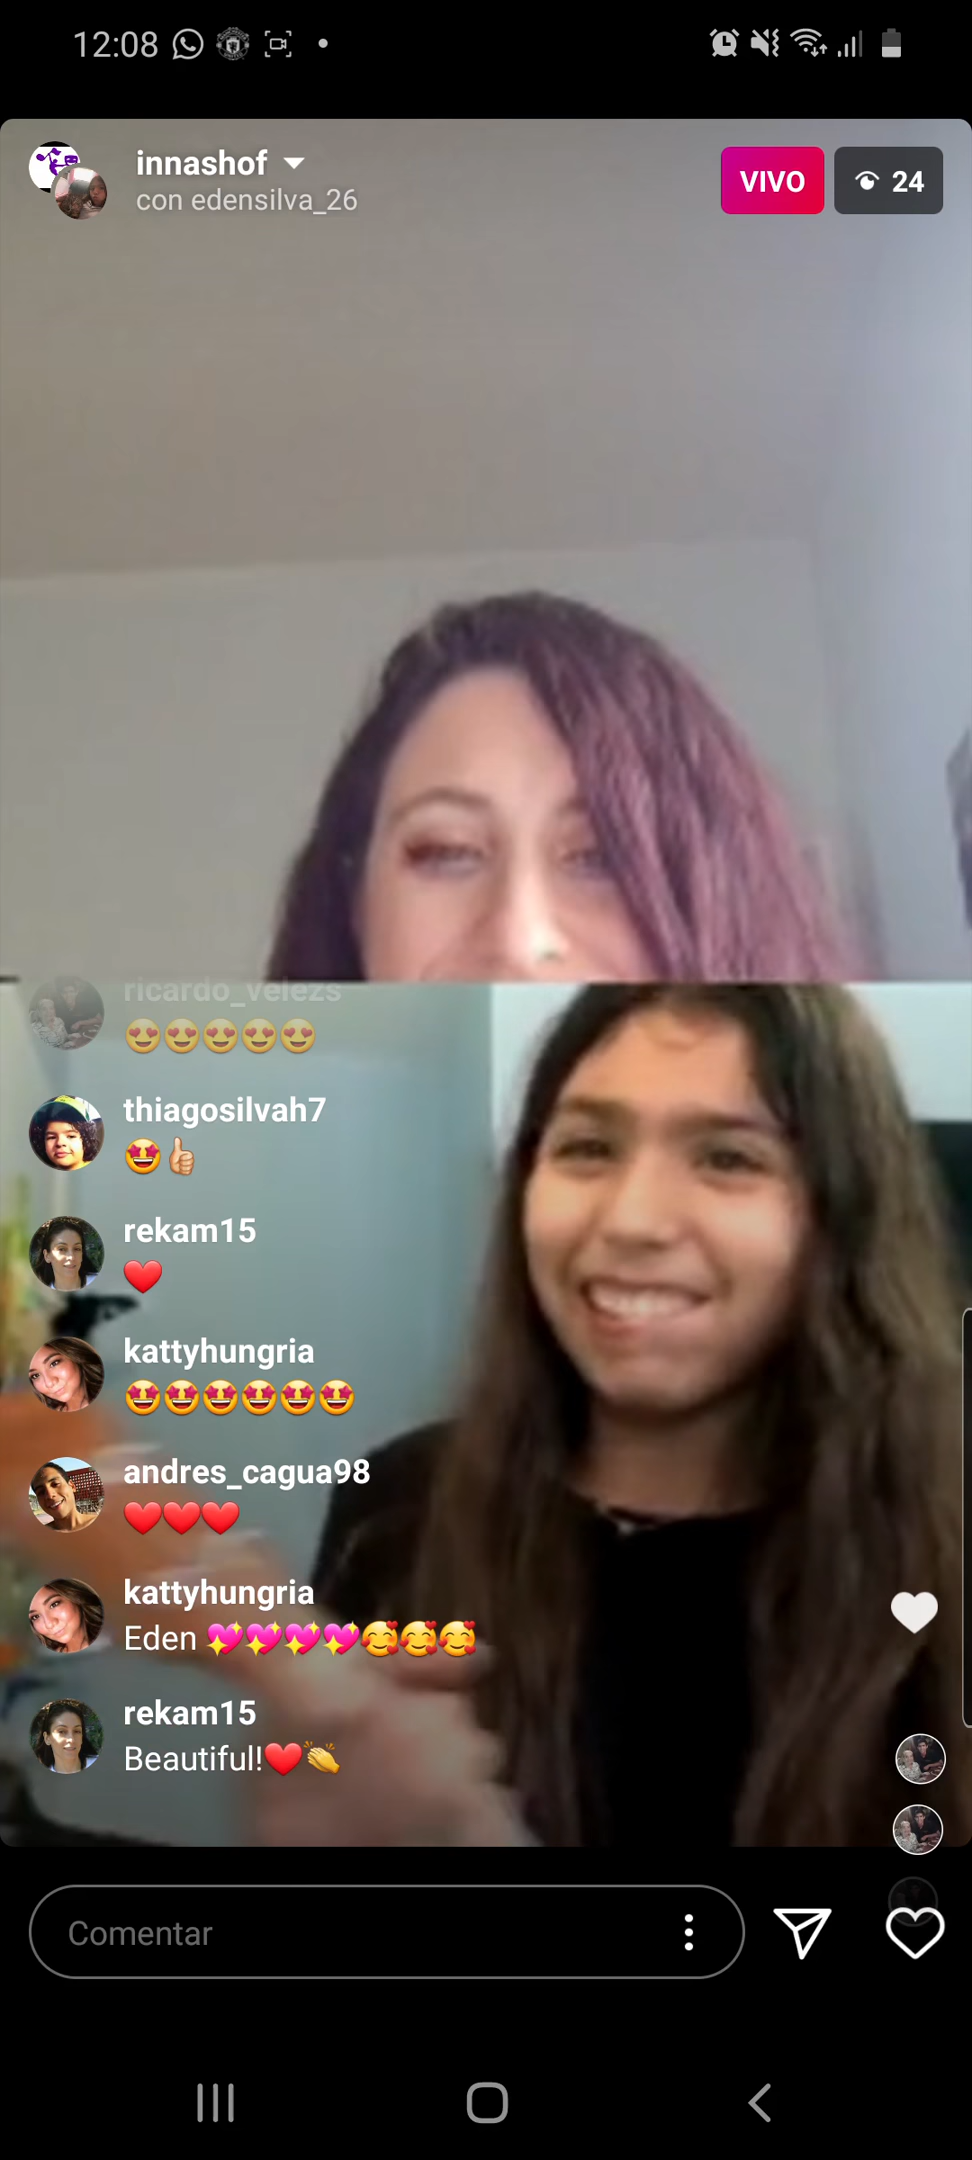 12:08
innashof
con edensilva_26
VIVO
24
ricardo_velezs
😍😍😍😍😍
thiagosilvah7
🤩👍🏼
rekam15
❤️
kattyhungria
🤩🤩🤩🤩🤩🤩
andres_cagua98
❤️❤️❤️
kattyhungria
Eden 💖💖💖💖🥰🥰🥰
rekam15
Beautiful!❤️👏
Comentar